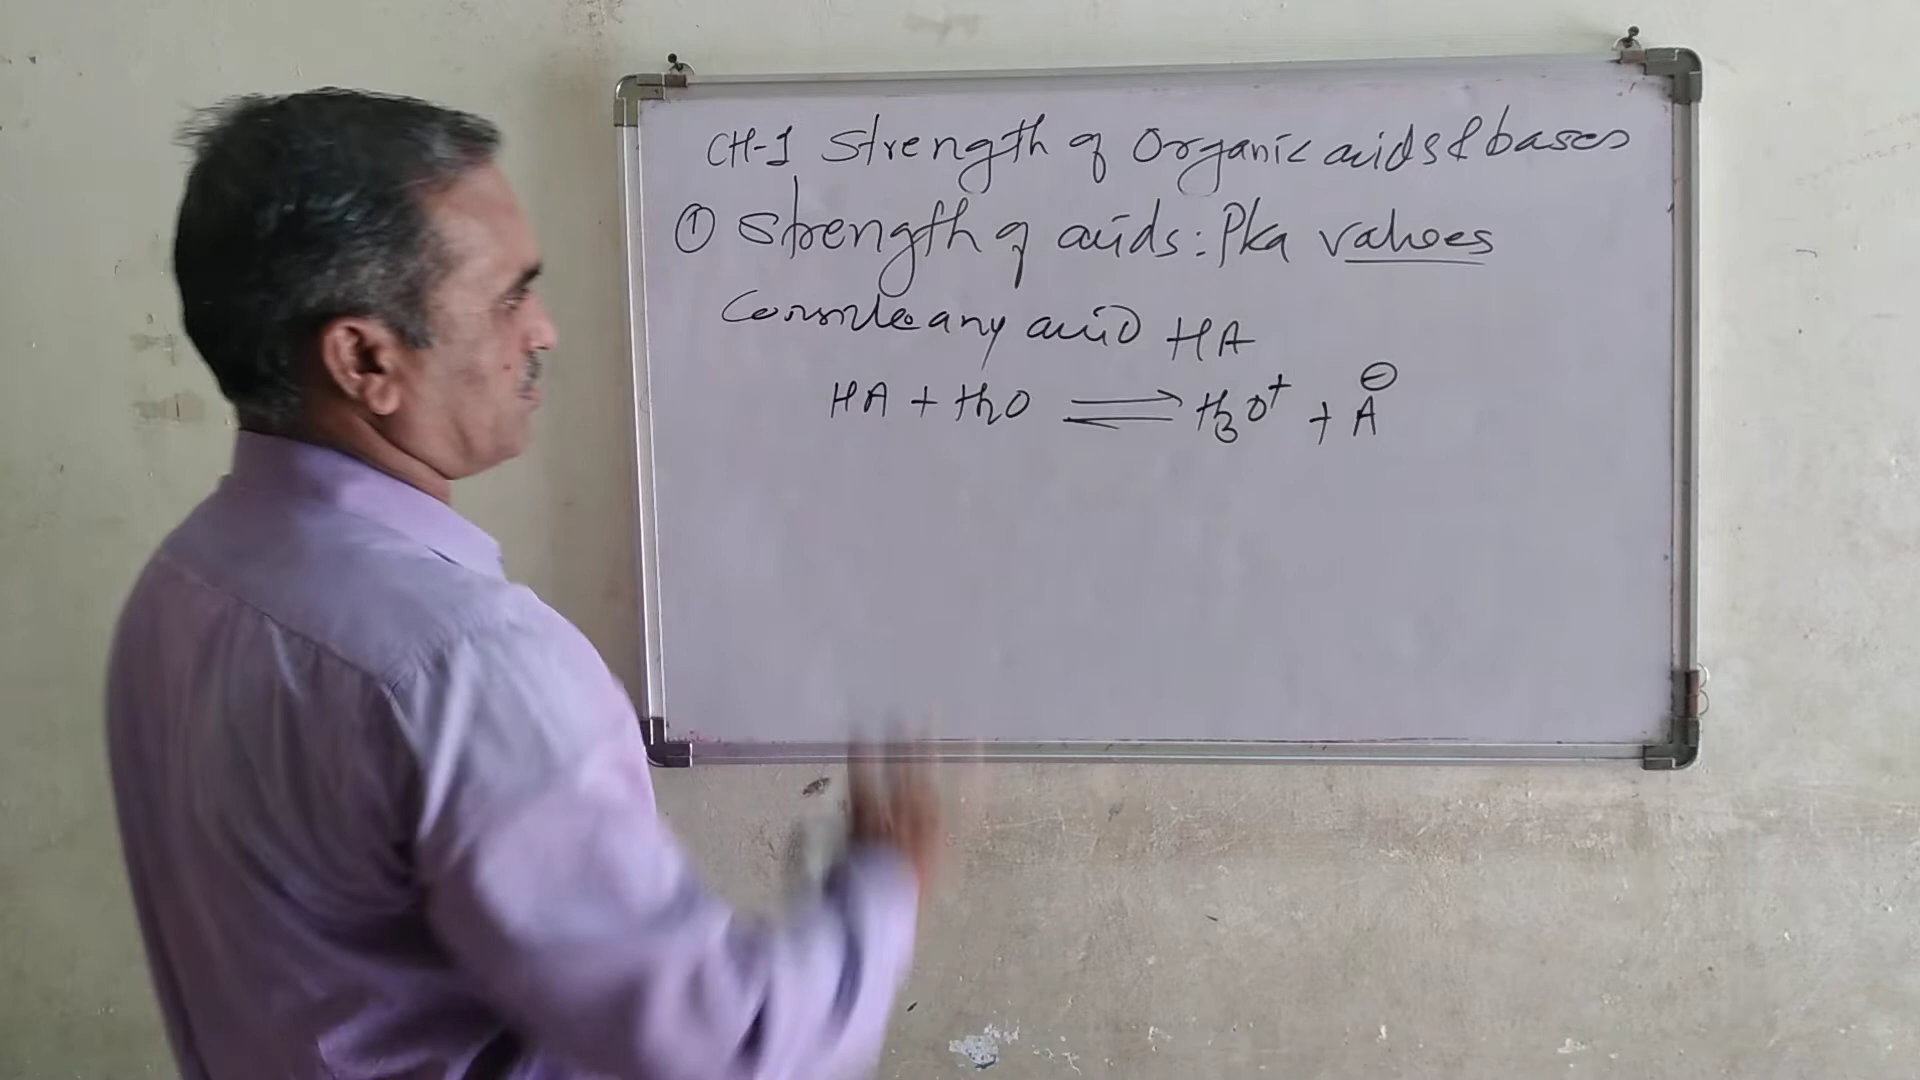 CH-1 Strength of Organic acids & bases
① Strength of acids: Pka values
any acid HA
HA + H₂O ⇌ H₃O⁺ + A⊖